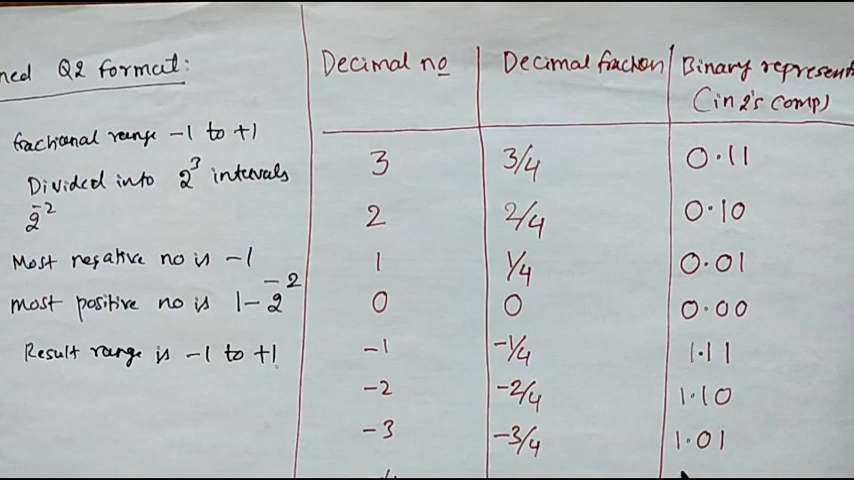 Q2 format:
fractional range -1 to +1
Divided into 2³ intervals
2⁻²
Most negative no is -1
most positive no is 1-2⁻²
Result range is -1 to +1
Decimal no | Decimal fraction | Binary represent
(in 2's comp)
3 | 3/4 | 0.11
2 | 2/4 | 0.10
1 | 1/4 | 0.01
0 | 0 | 0.00
-1 | -1/4 | 1.11
-2 | -2/4 | 1.10
-3 | -3/4 | 1.01